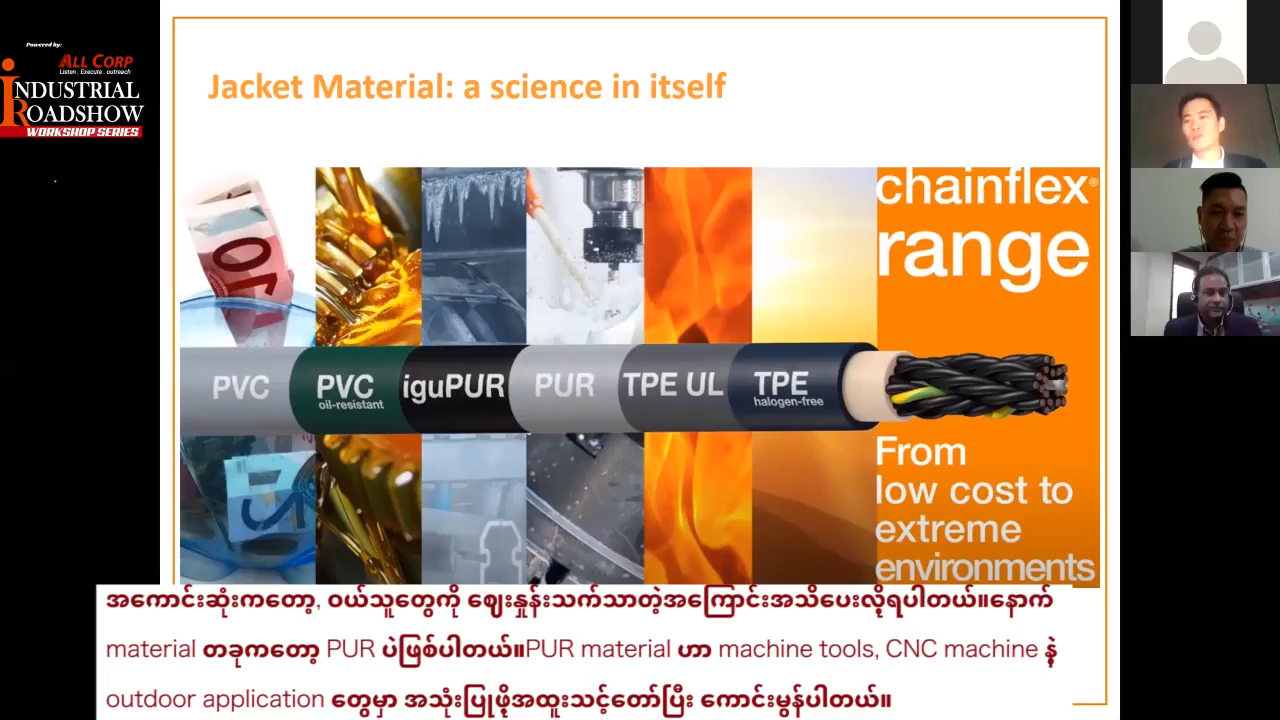 Powered by:
ALL CORP
Listen . Execute . outreach
INDUSTRIAL
ROADSHOW
WORKSHOP SERIES
Jacket Material: a science in itself
chainflex®
range
PVC
PVC
oil-resistant
iguPUR
PUR
TPE UL
TPE
halogen-free
From
low cost to
extreme
environments
အကောင်းဆုံးကတော့, ဝယ်သူတွေကို ဈေးနှုန်းသက်သာတဲ့အကြောင်းအသိပေးလို့ရပါတယ်။နောက်
material တခုကတော့ PUR ပဲဖြစ်ပါတယ်။PUR material ဟာ machine tools, CNC machine နဲ့
outdoor application တွေမှာ အသုံးပြုဖို့အထူးသင့်တော်ပြီး ကောင်းမွန်ပါတယ်။